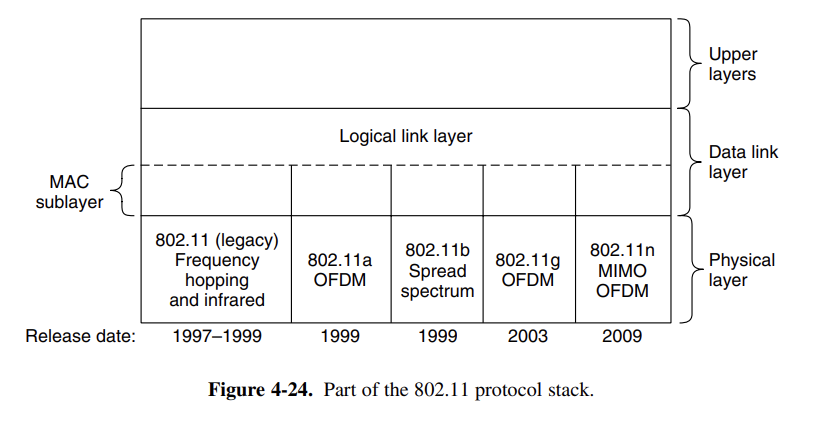 Upper
layers
Logical link layer
Data link
layer
MAC
sublayer
802.11 (legacy)
Frequency
hopping
and infrared
802.11a
OFDM
802.11b
Spread
spectrum
802.11g
OFDM
802.11n
MIMO
OFDM
Physical
layer
Release date: 1997–1999 1999 1999 2003 2009
Figure 4-24. Part of the 802.11 protocol stack.